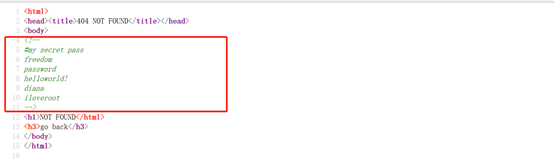 1 <html>
2 <head><title>404 NOT FOUND</title></head>
3 <body>
4 <!--
5 #my secret pass
6 freedom
7 password
8 helloworld!
9 diana
10 iloveroot
11 -->
12 <h1>NOT FOUND</html>
13 <h3>go back</h3>
14 </body>
15 </html>
16